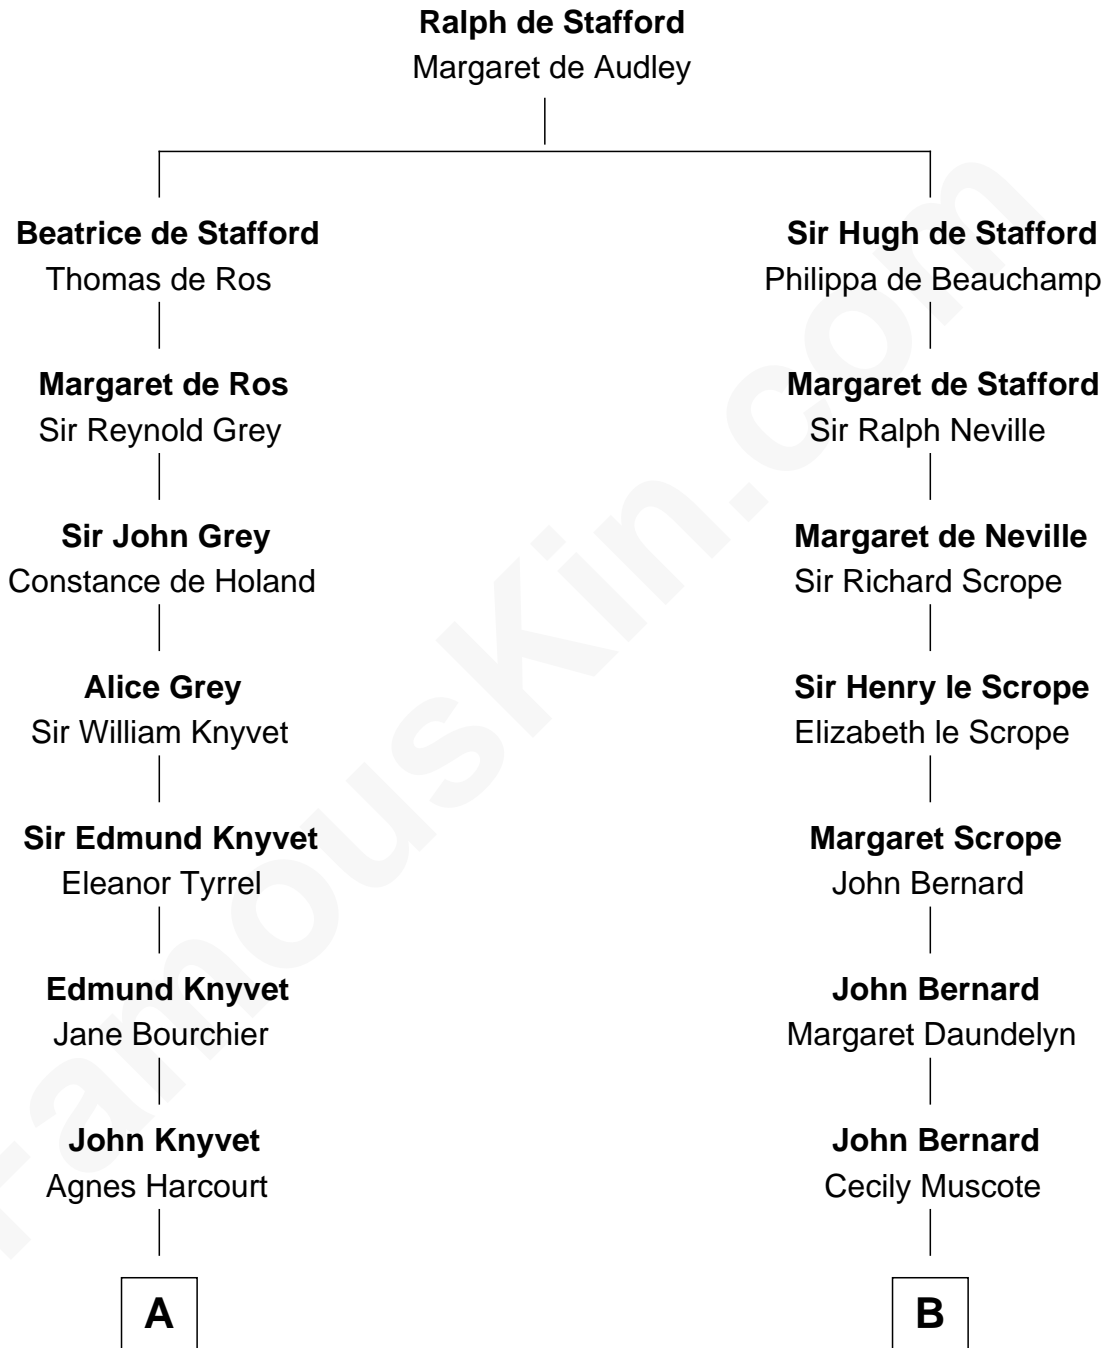 Ralph de Stafford
Margaret de Audley
Beatrice de Stafford
Thomas de Ros
Sir Hugh de Stafford
Philippa de Beauchamp
Margaret de Ros
Sir Reynold Grey
Margaret de Stafford
Sir Ralph Neville
Sir John Grey
Constance de Holand
Margaret de Neville
Sir Richard Scrope
Alice Grey
Sir William Knyvet
Sir Henry le Scrope
Elizabeth le Scrope
Sir Edmund Knyvet
Eleanor Tyrrel
Margaret Scrope
John Bernard
Edmund Knyvet
Jane Bourchier
John Bernard
Margaret Daundelyn
John Knyvet
Agnes Harcourt
John Bernard
Cecily Muscote
A
B
FamousKin.com